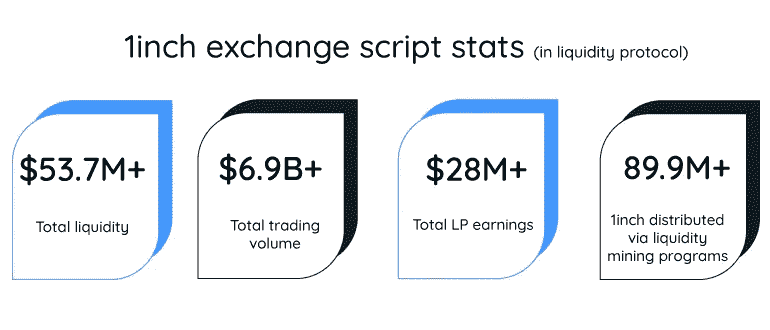 1inch exchange script stats (in liquidity protocol)
$53.7M+
Total liquidity
$6.9B+
Total trading
volume
$28M+
Total LP earnings
89.9M+
1inch distributed
via liquidity
mining programs